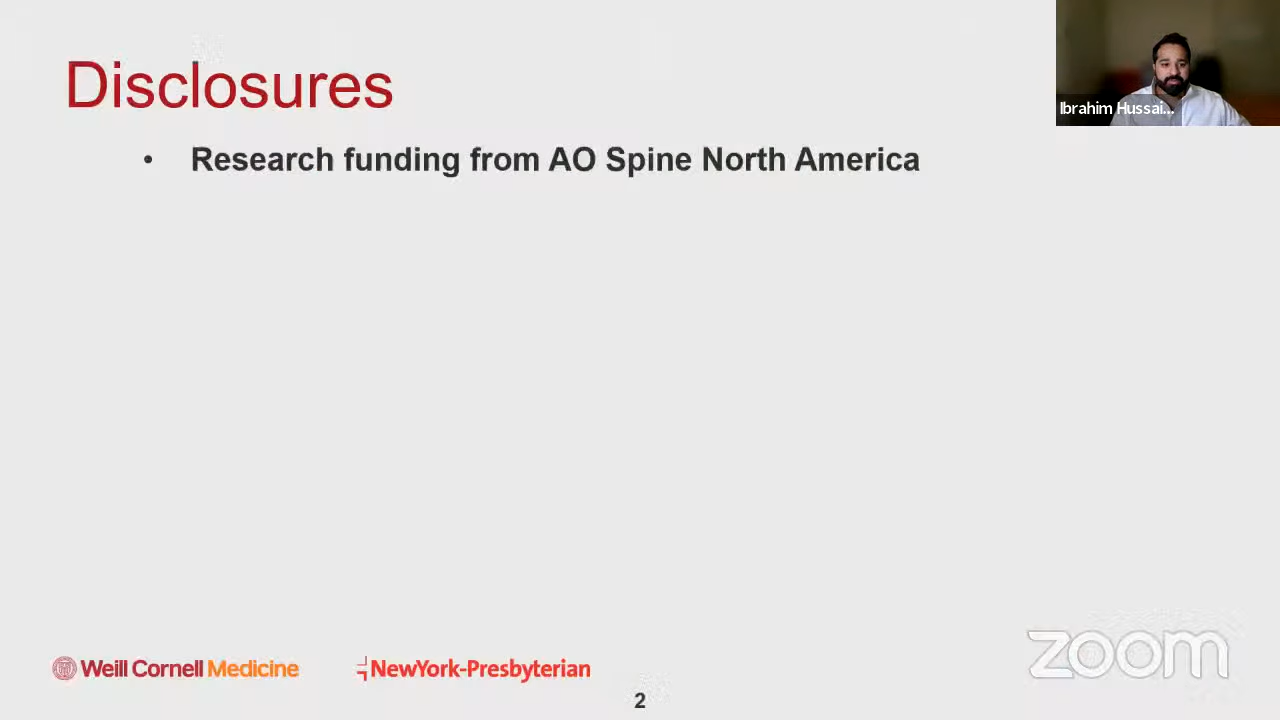 Disclosures
Ibrahim Hussai...
• Research funding from AO Spine North America
Weill Cornell Medicine
NewYork-Presbyterian
zoom
2